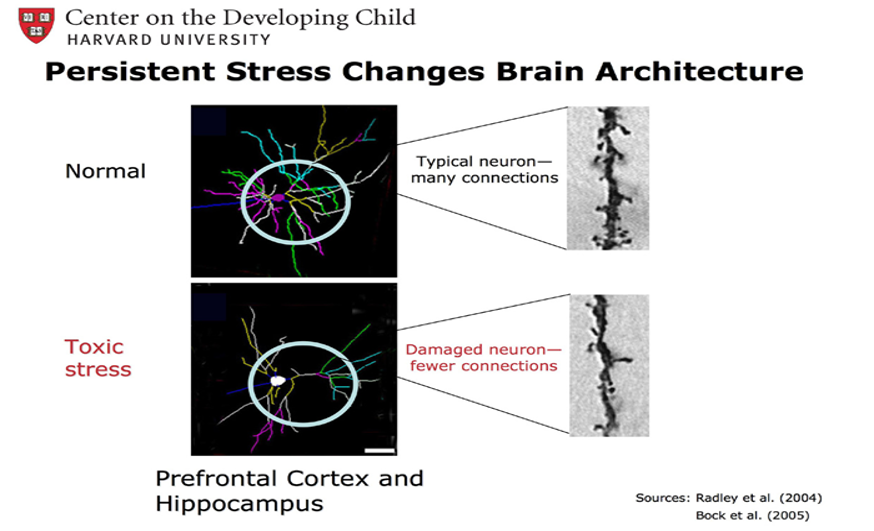 Center on the Developing Child
HARVARD UNIVERSITY
Persistent Stress Changes Brain Architecture
Normal
Typical neuron—
many connections
Toxic
stress
Damaged neuron—
fewer connections
Prefrontal Cortex and
Hippocampus
Sources: Radley et al. (2004)
Bock et al. (2005)